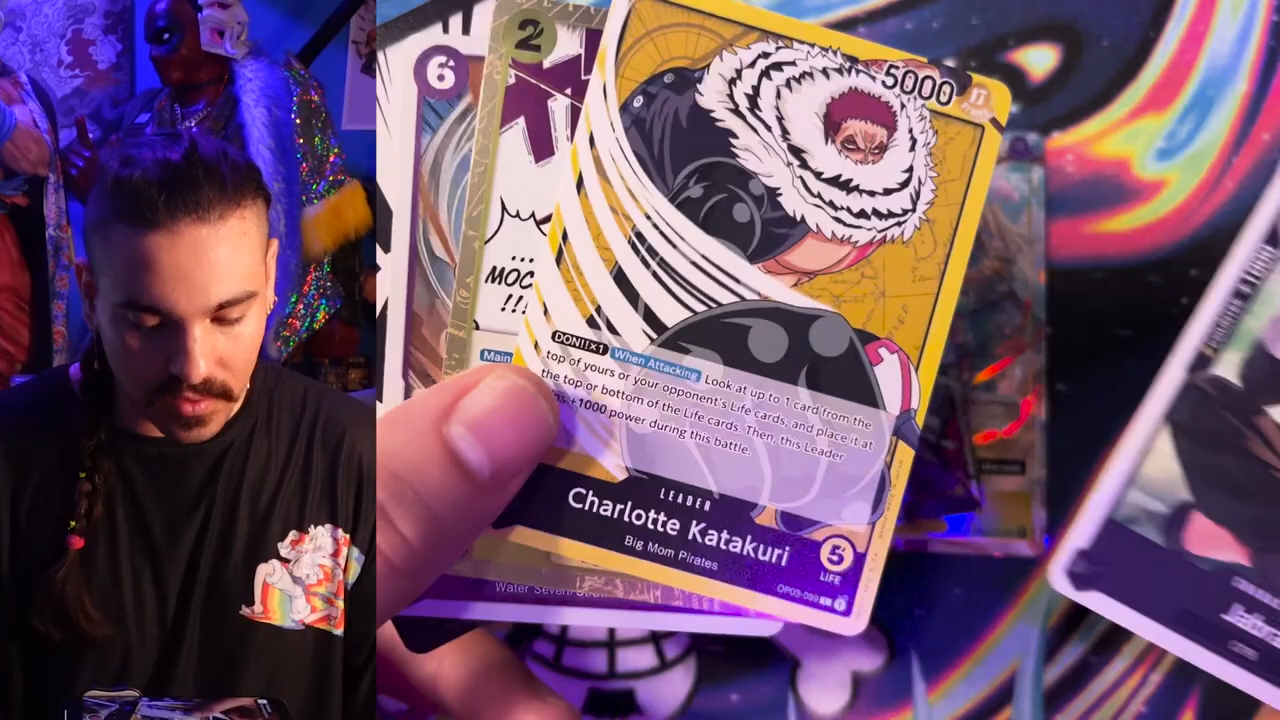 6
2
5000
...
MOC
!!!
Main
DON!!×1 When Attacking Look at up to 1 card from the
top of yours or your opponent's Life cards, and place it at
the top or bottom of the Life cards. Then, this Leader
+1000 power during this battle.
LEADER
Charlotte Katakuri
Big Mom Pirates
5
LIFE
OP03-099 L
Water Seven